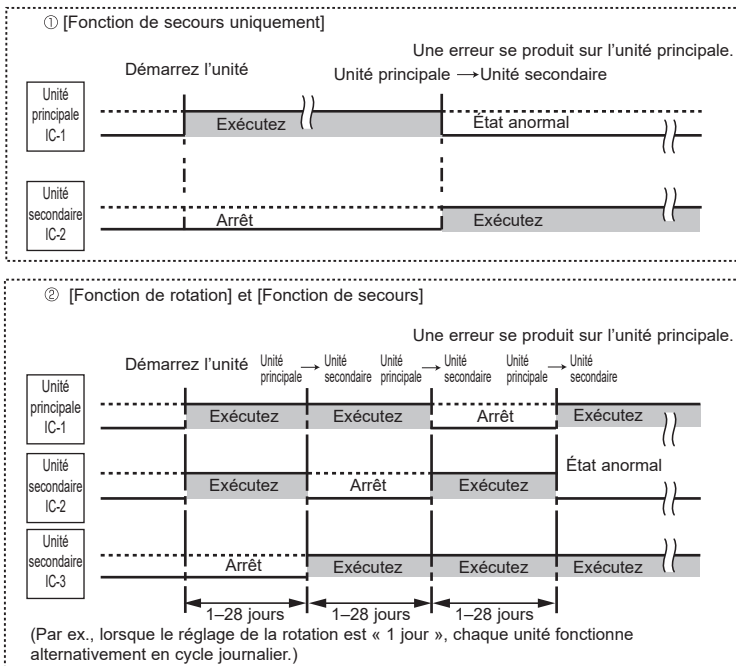 ① [Fonction de secours uniquement]
Une erreur se produit sur l'unité principale.
Démarrez l'unité
Unité principale → Unité secondaire
Unité
principale
IC-1
Exécutez
État anormal
Unité
secondaire
IC-2
Arrêt
Exécutez
② [Fonction de rotation] et [Fonction de secours]
Une erreur se produit sur l'unité principale.
Démarrez l'unité
Unité principale → Unité secondaire
Unité principale → Unité secondaire
Unité principale → Unité secondaire
Unité
principale
IC-1
Exécutez
Exécutez
Arrêt
Exécutez
Unité
secondaire
IC-2
Exécutez
Arrêt
Exécutez
État anormal
Unité
secondaire
IC-3
Arrêt
Exécutez
Exécutez
Exécutez
1–28 jours
1–28 jours
1–28 jours
(Par ex., lorsque le réglage de la rotation est « 1 jour », chaque unité fonctionne
alternativement en cycle journalier.)